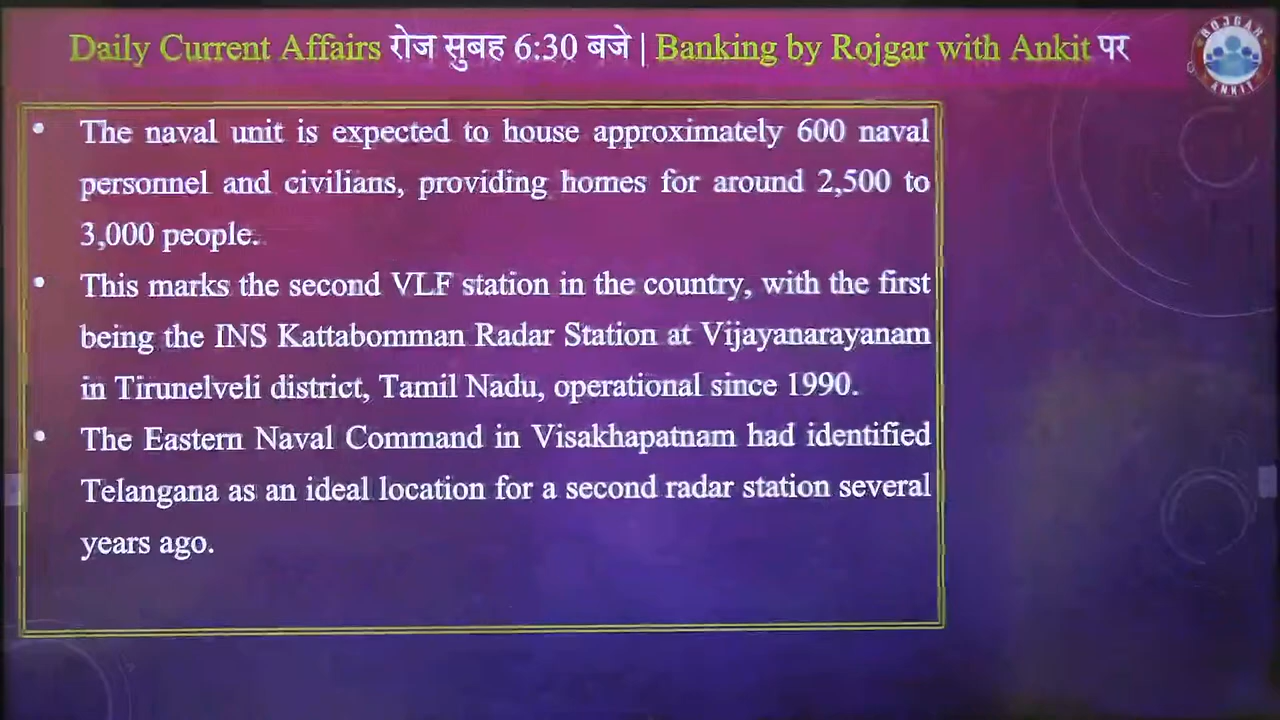 Daily Current Affairs रोज सुबह 6:30 बजे | Banking by Rojgar with Ankit पर
ROJGAR
ANKIT
• The naval unit is expected to house approximately 600 naval
personnel and civilians, providing homes for around 2,500 to
3,000 people.
• This marks the second VLF station in the country, with the first
being the INS Kattabomman Radar Station at Vijayanarayanam
in Tirunelveli district, Tamil Nadu, operational since 1990.
• The Eastern Naval Command in Visakhapatnam had identified
Telangana as an ideal location for a second radar station several
years ago.